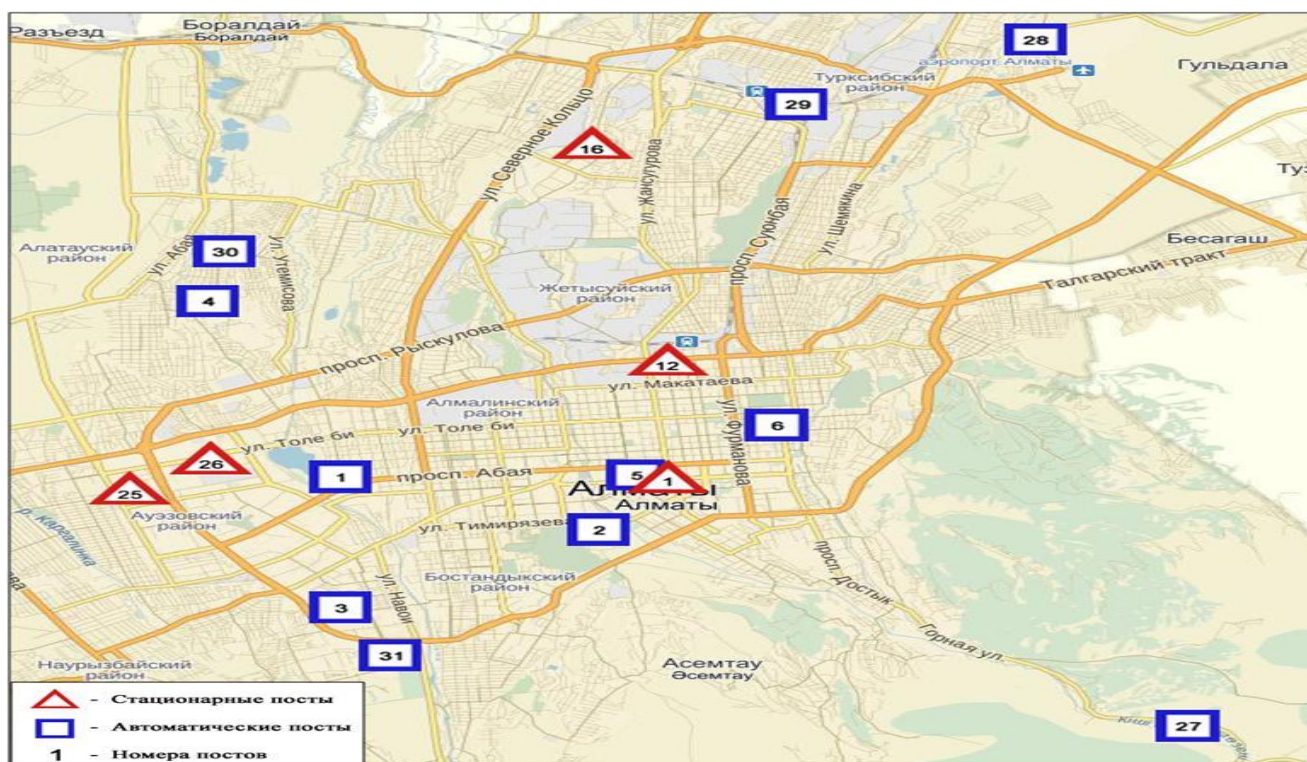 Разъезд
Боралдай
Боралдай
28
аэропорт Алматы
Гульдала
Турксибский
район
29
ул. Северное Кольцо
16
ул. Жансугурова
просп. Суюнбая
ул. Шемякина
Алатауский
район
ул. Абая
30
ул. Утемисова
4
Бесагаш
Талгарский тракт
Жетысуйский
район
просп. Рыскулова
12
ул. Макатаева
Алмалинский
район
ул. Толе би
ул. Толе би
ул. Фурманова
6
26
25
1
просп. Абая
5
1
Алматы
Алматы
Ауэзовский
район
р. Каргалинка
ул. Тимирязева
2
Бостандыкский
район
просп. Достык
ул. Навои
3
31
Горная ул.
Наурызбайский
район
Асемтау
Әсемтау
27
- Стационарные посты
- Автоматические посты
1 - Номера постов